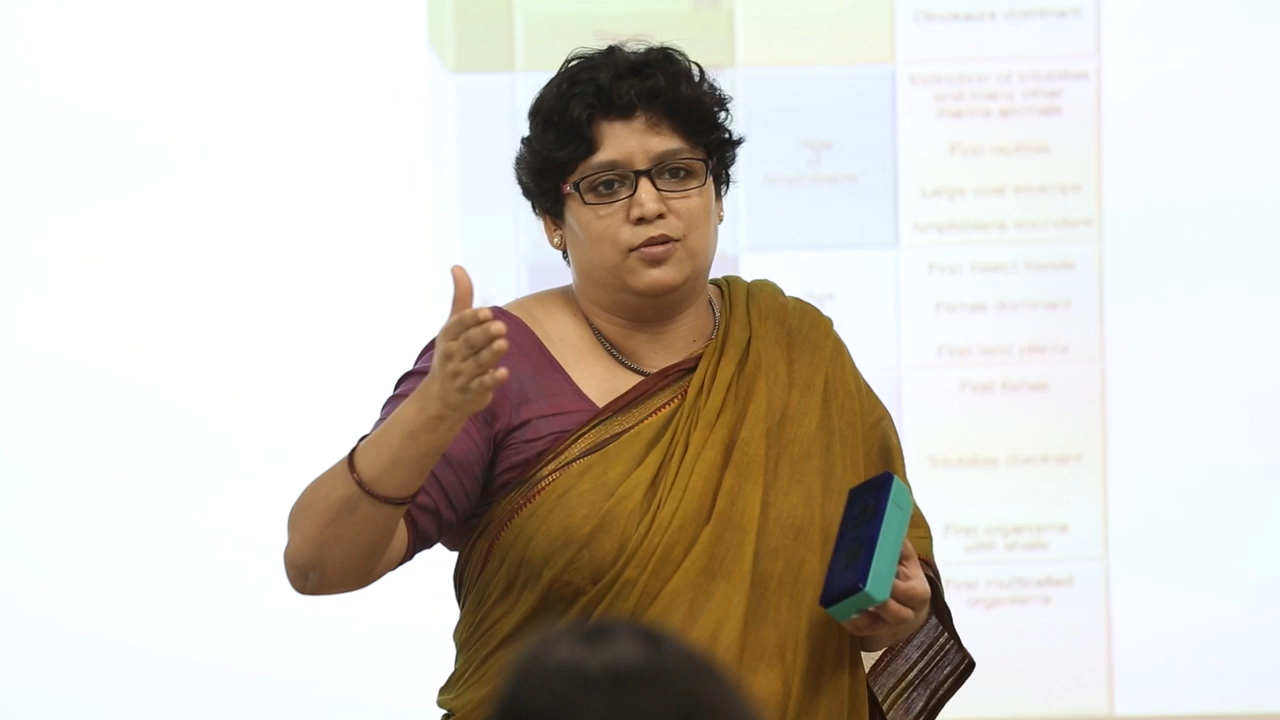 Dinosaurs dominant
Extinction of trilobites
and many other
marine animals
First reptiles
Large coal swamps
Amphibians abundant
First insect fossils
Fishes dominant
First land plants
First fishes
Trilobites dominant
First organisms
with shells
First multicelled
organisms